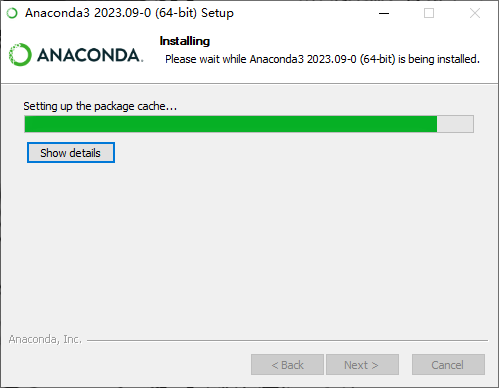 Anaconda3 2023.09-0 (64-bit) Setup
ANACONDA.
Installing
Please wait while Anaconda3 2023.09-0 (64-bit) is being installed.
Setting up the package cache...
Show details
Anaconda, Inc.
< Back
Next >
Cancel